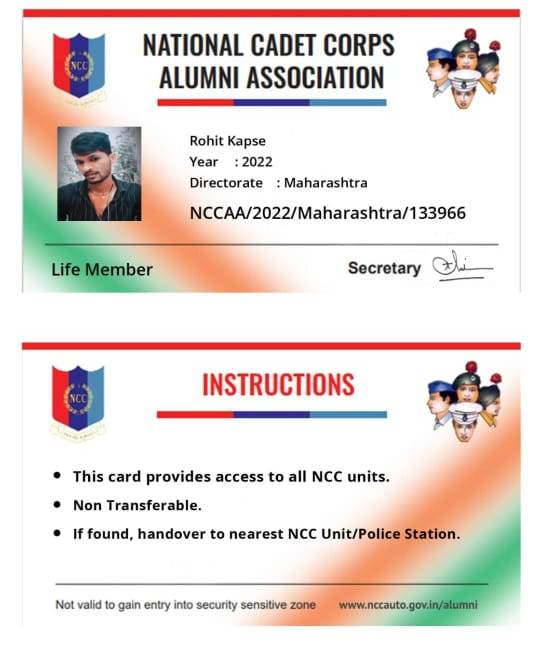 NCC
NATIONAL CADET CORPS
ALUMNI ASSOCIATION
Rohit Kapse
Year : 2022
Directorate : Maharashtra
NCCAA/2022/Maharashtra/133966
Life Member
Secretary
NCC
INSTRUCTIONS
• This card provides access to all NCC units.
• Non Transferable.
• If found, handover to nearest NCC Unit/Police Station.
Not valid to gain entry into security sensitive zone www.nccauto.gov.in/alumni